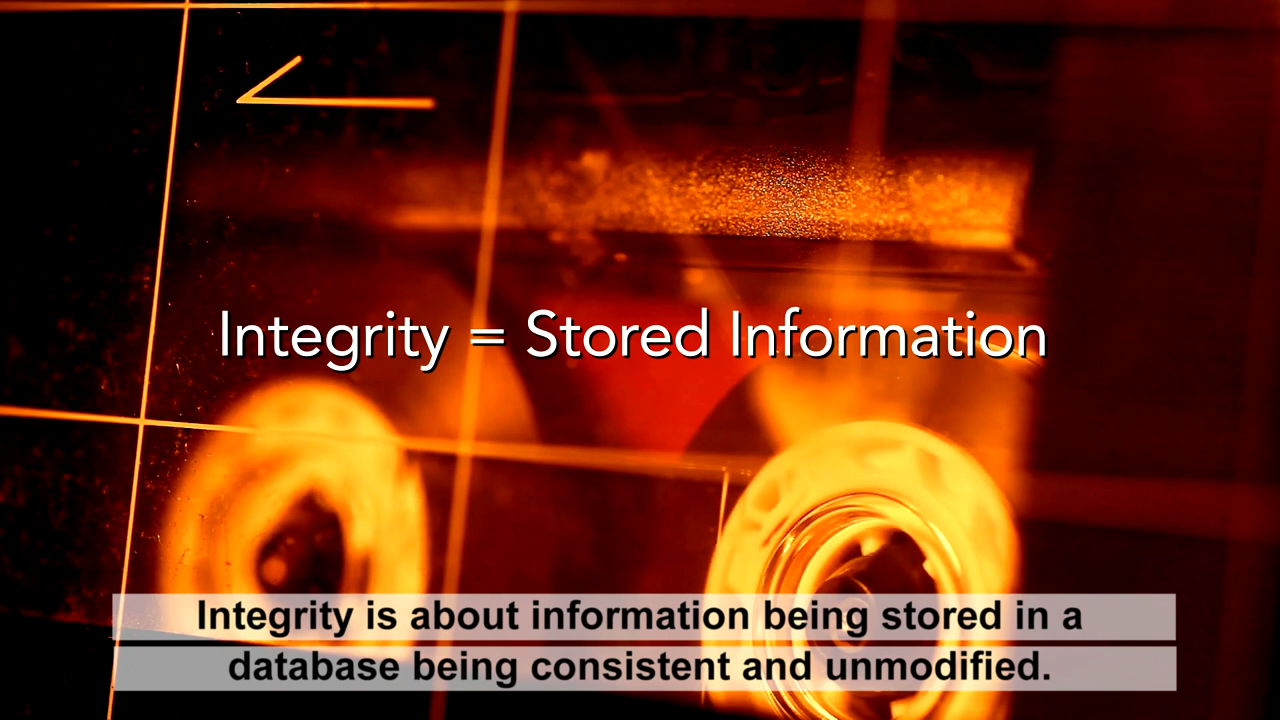 Integrity = Stored Information
Integrity is about information being stored in a
database being consistent and unmodified.